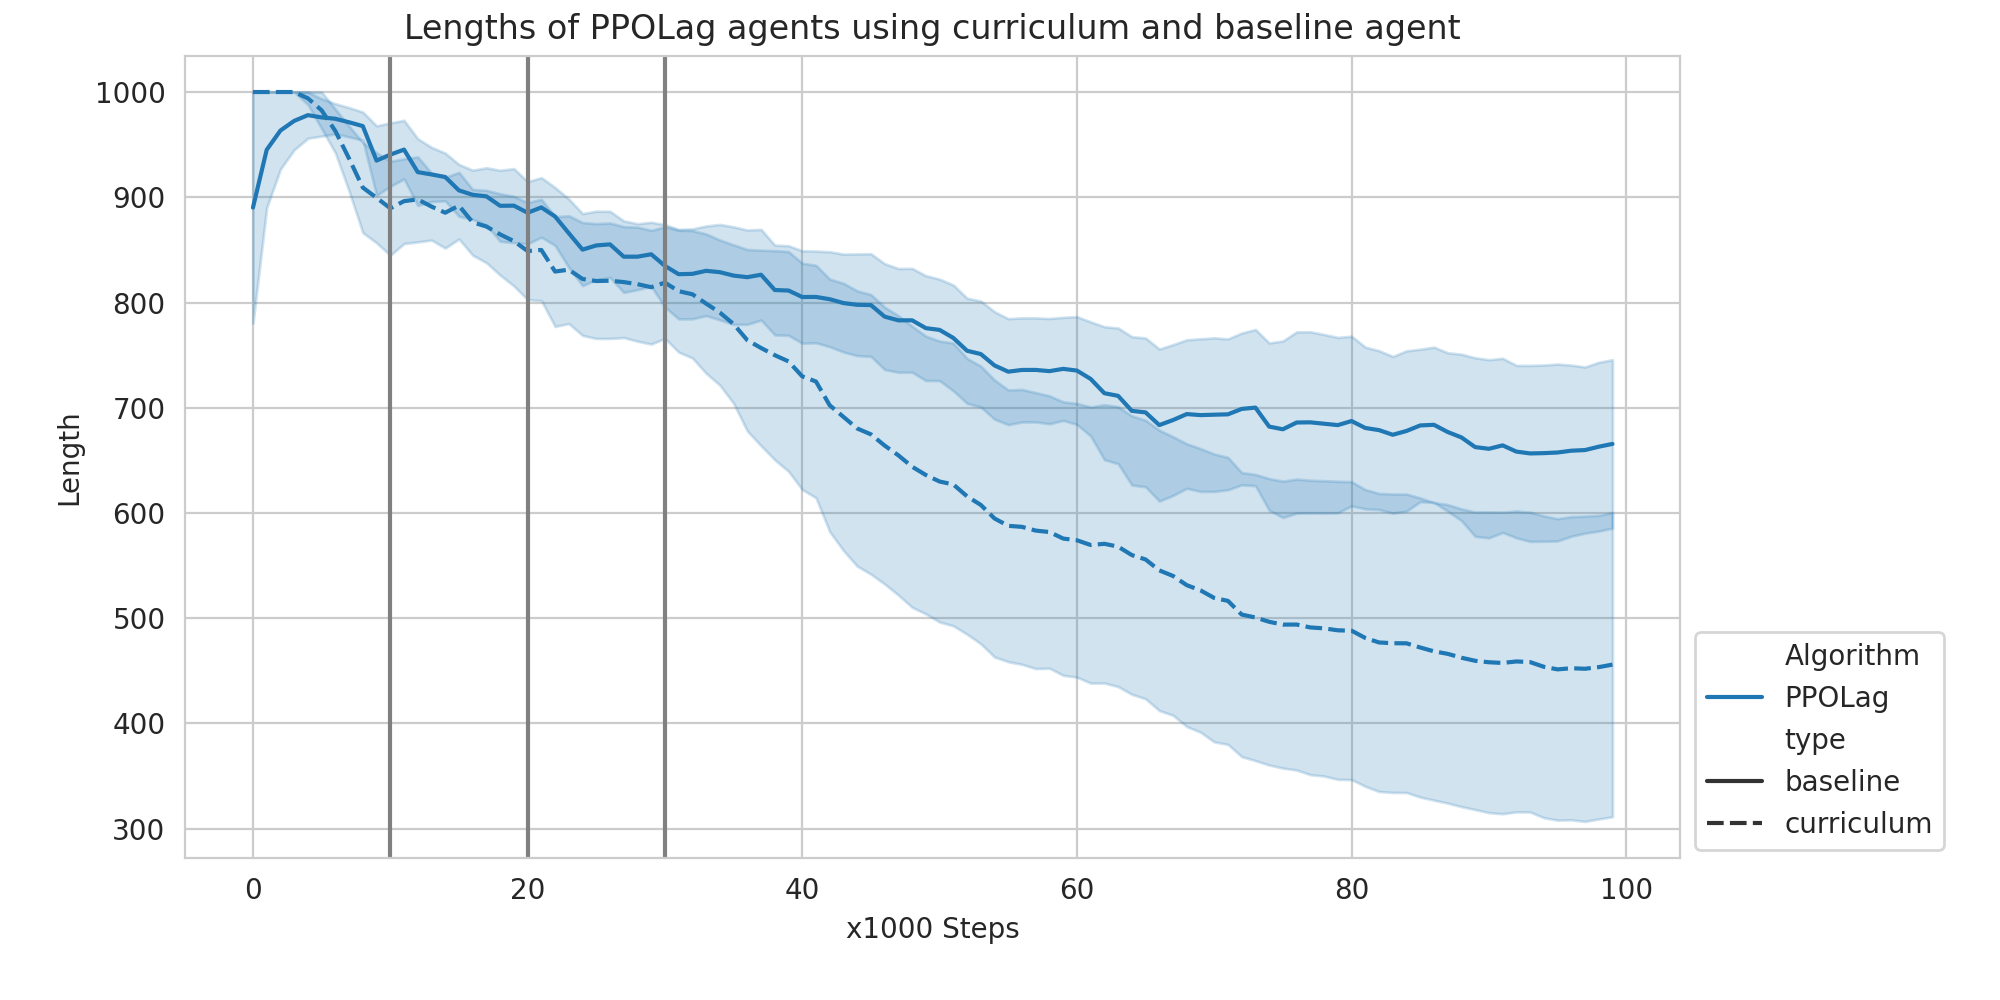 Lengths of PPOLag agents using curriculum and baseline agent
1000
900
800
700
600
500
400
300
Length
0 20 40 60 80 100
x1000 Steps
Algorithm
PPOLag
type
baseline
curriculum